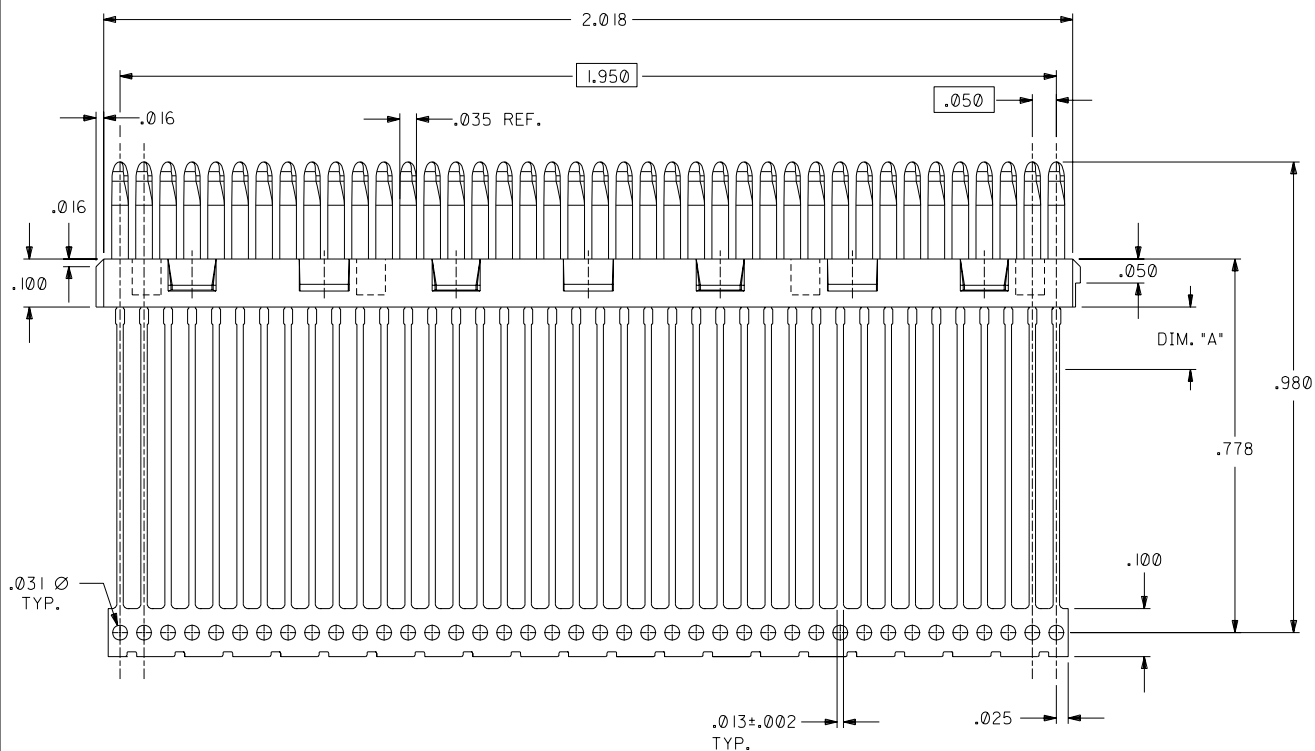 2.018
1.950
.050
.016
.035 REF.
.016
.100
.050
DIM. "A"
.980
.778
.100
.031 Ø
TYP.
.013±.002
TYP.
.025